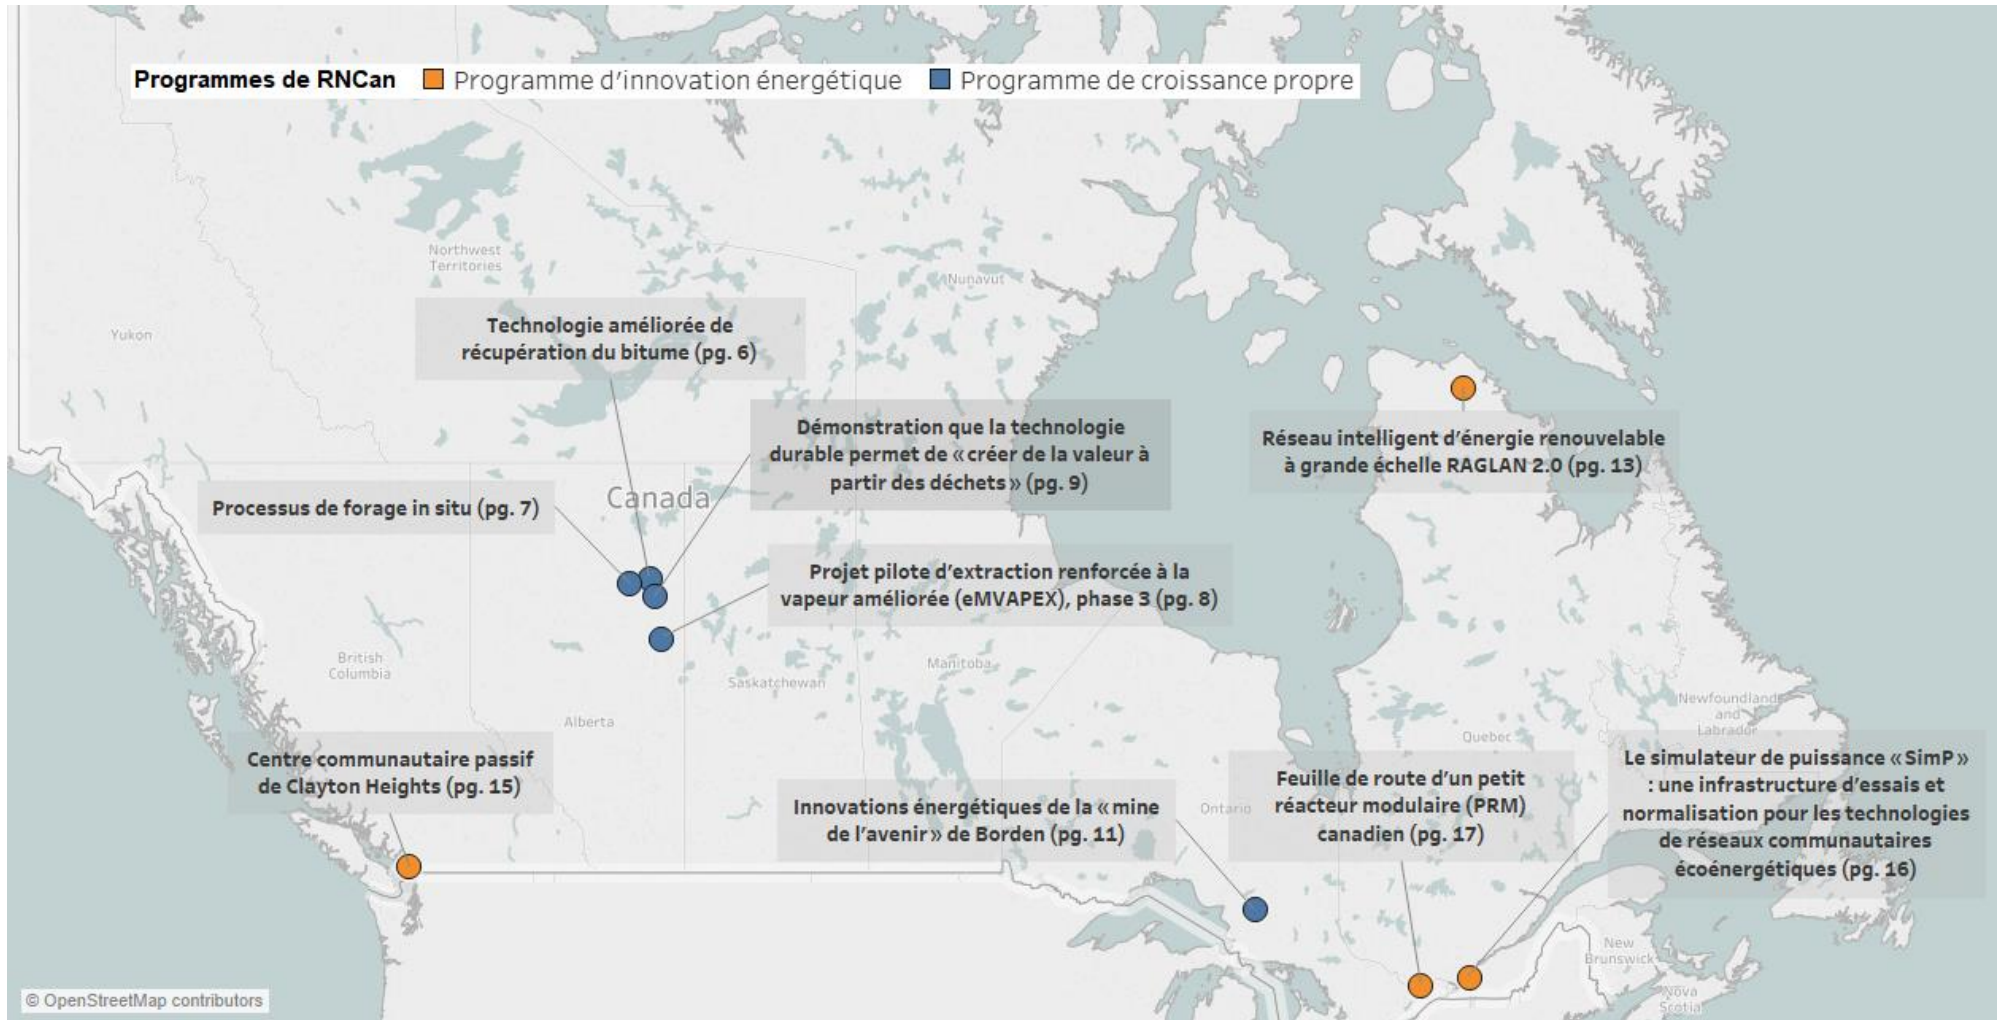 Programmes de RNCan Programme d'innovation énergétique Programme de croissance propre
Northwest
Territories
Nunavut
Yukon
Technologie améliorée de
récupération du bitume (pg. 6)
Démonstration que la technologie
durable permet de « créer de la valeur à
partir des déchets » (pg. 9)
Réseau intelligent d'énergie renouvelable
à grande échelle RAGLAN 2.0 (pg. 13)
Canada
Processus de forage in situ (pg. 7)
Projet pilote d'extraction renforcée à la
vapeur améliorée (eMVAPEX), phase 3 (pg. 8)
British
Columbia
Manitoba
Saskatchewan
Alberta
Newfoundland
and
Labrador
Quebec
Centre communautaire passif
de Clayton Heights (pg. 15)
Innovations énergétiques de la « mine
de l'avenir » de Borden (pg. 11)
Ontario
Feuille de route d'un petit
réacteur modulaire (PRM)
canadien (pg. 17)
Le simulateur de puissance « SimP »
: une infrastructure d'essais et
normalisation pour les technologies
de réseaux communautaires
écoénergétiques (pg. 16)
New
Brunswick
Nova
Scotia
© OpenStreetMap contributors